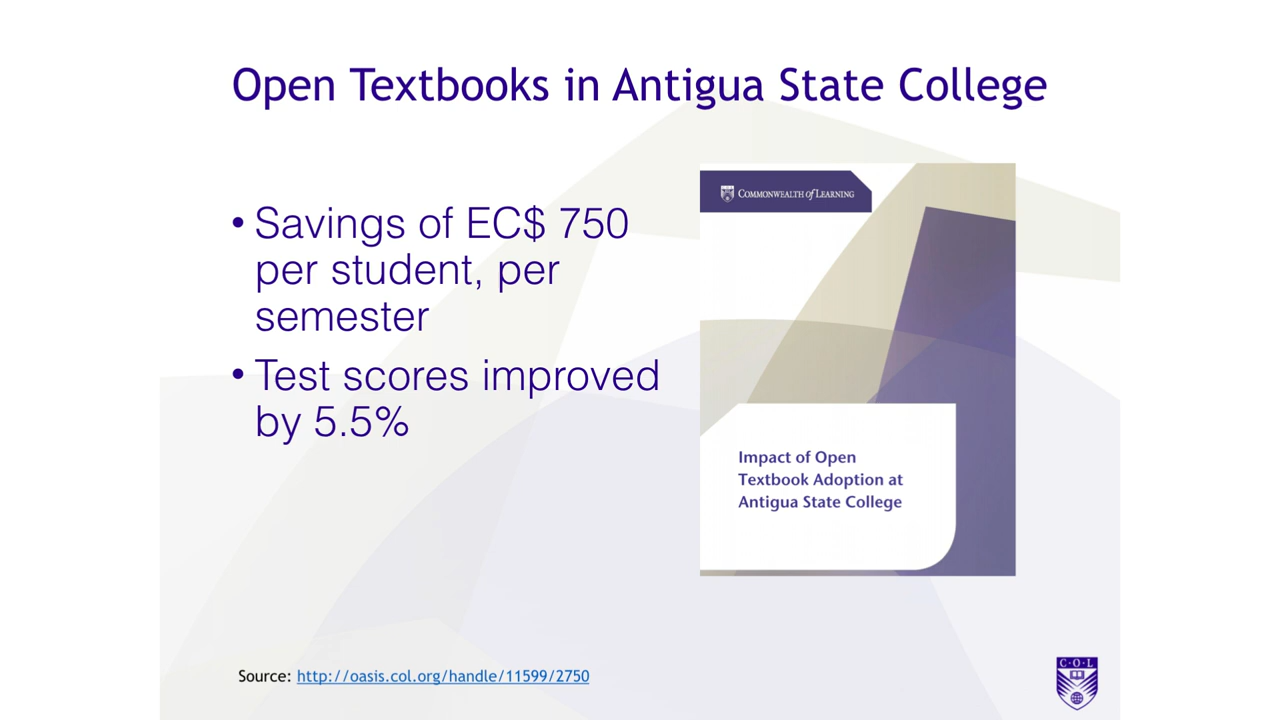 Open Textbooks in Antigua State College
• Savings of EC$ 750
per student, per
semester
• Test scores improved
by 5.5%
COMMONWEALTH of LEARNING
Impact of Open
Textbook Adoption at
Antigua State College
Source: http://oasis.col.org/handle/11599/2750
C·O·L